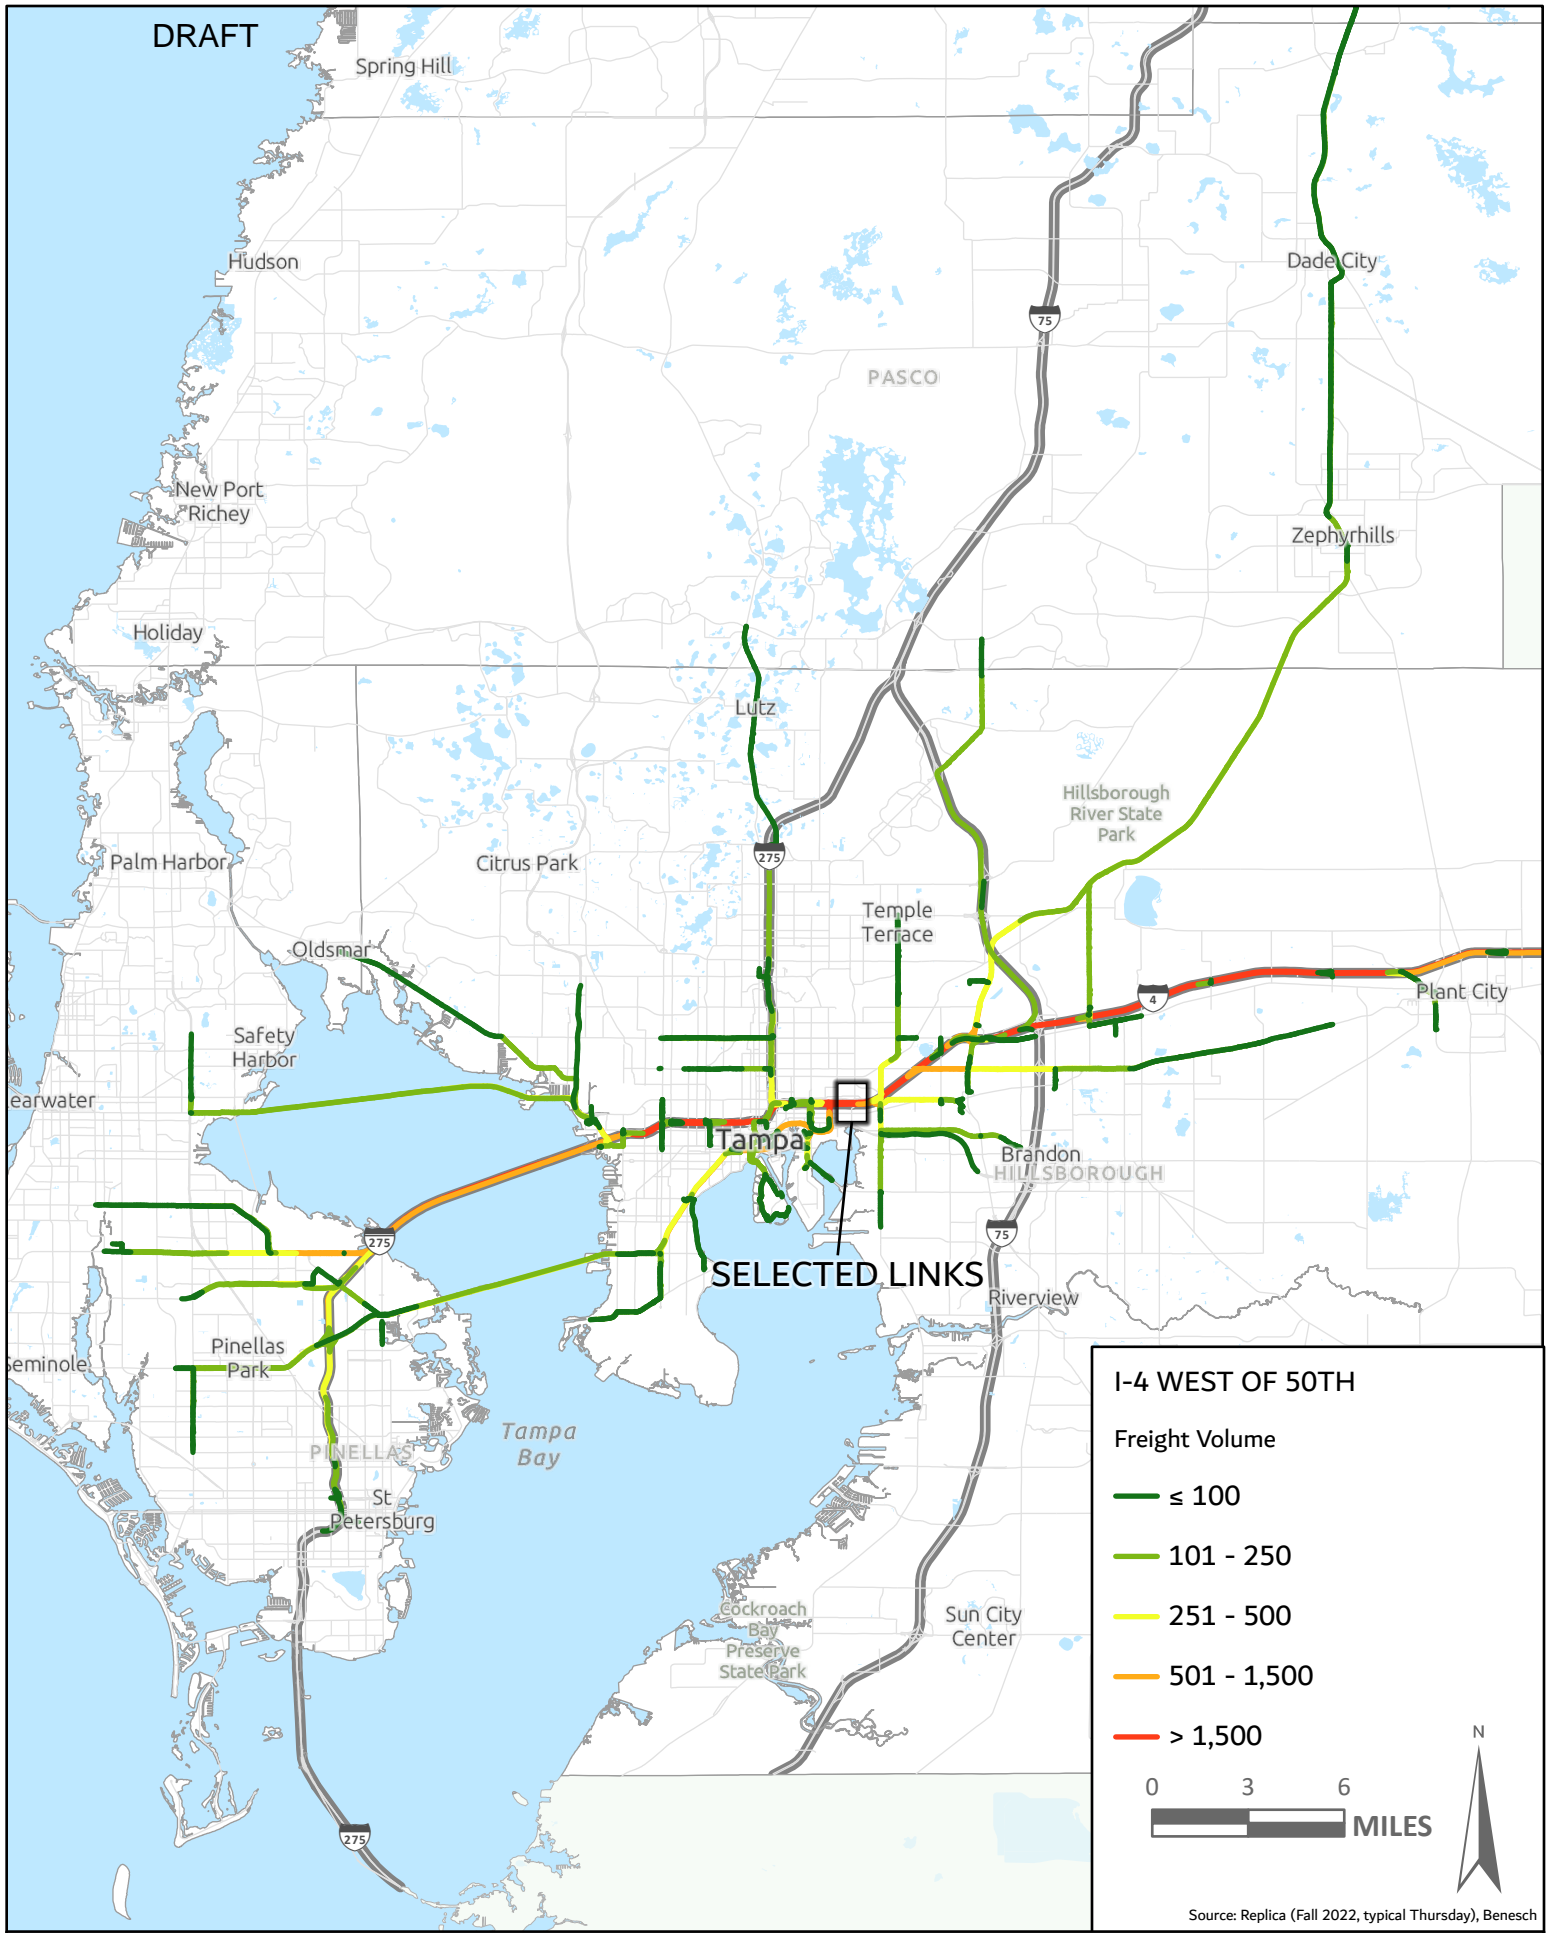 DRAFT
Spring Hill
Hudson
Dade City
75
PASCO
New Port
Richey
Zephyrhills
Holiday
Lutz
Hillsborough
River State
Park
Palm Harbor
Citrus Park
275
Temple
Terrace
Oldsmar
4
Plant City
Safety
Harbor
earwater
Tampa
Brandon
HILLSBOROUGH
275
75
SELECTED LINKS
Riverview
Pinellas
Park
Seminole
Tampa
Bay
PINELLAS
St
Petersburg
Cockroach
Bay
Preserve
State Park
Sun City
Center
275
I-4 WEST OF 50TH
Freight Volume
≤ 100
101 - 250
251 - 500
501 - 1,500
> 1,500
N
0 3 6
MILES
Source: Replica (Fall 2022, typical Thursday), Benesch